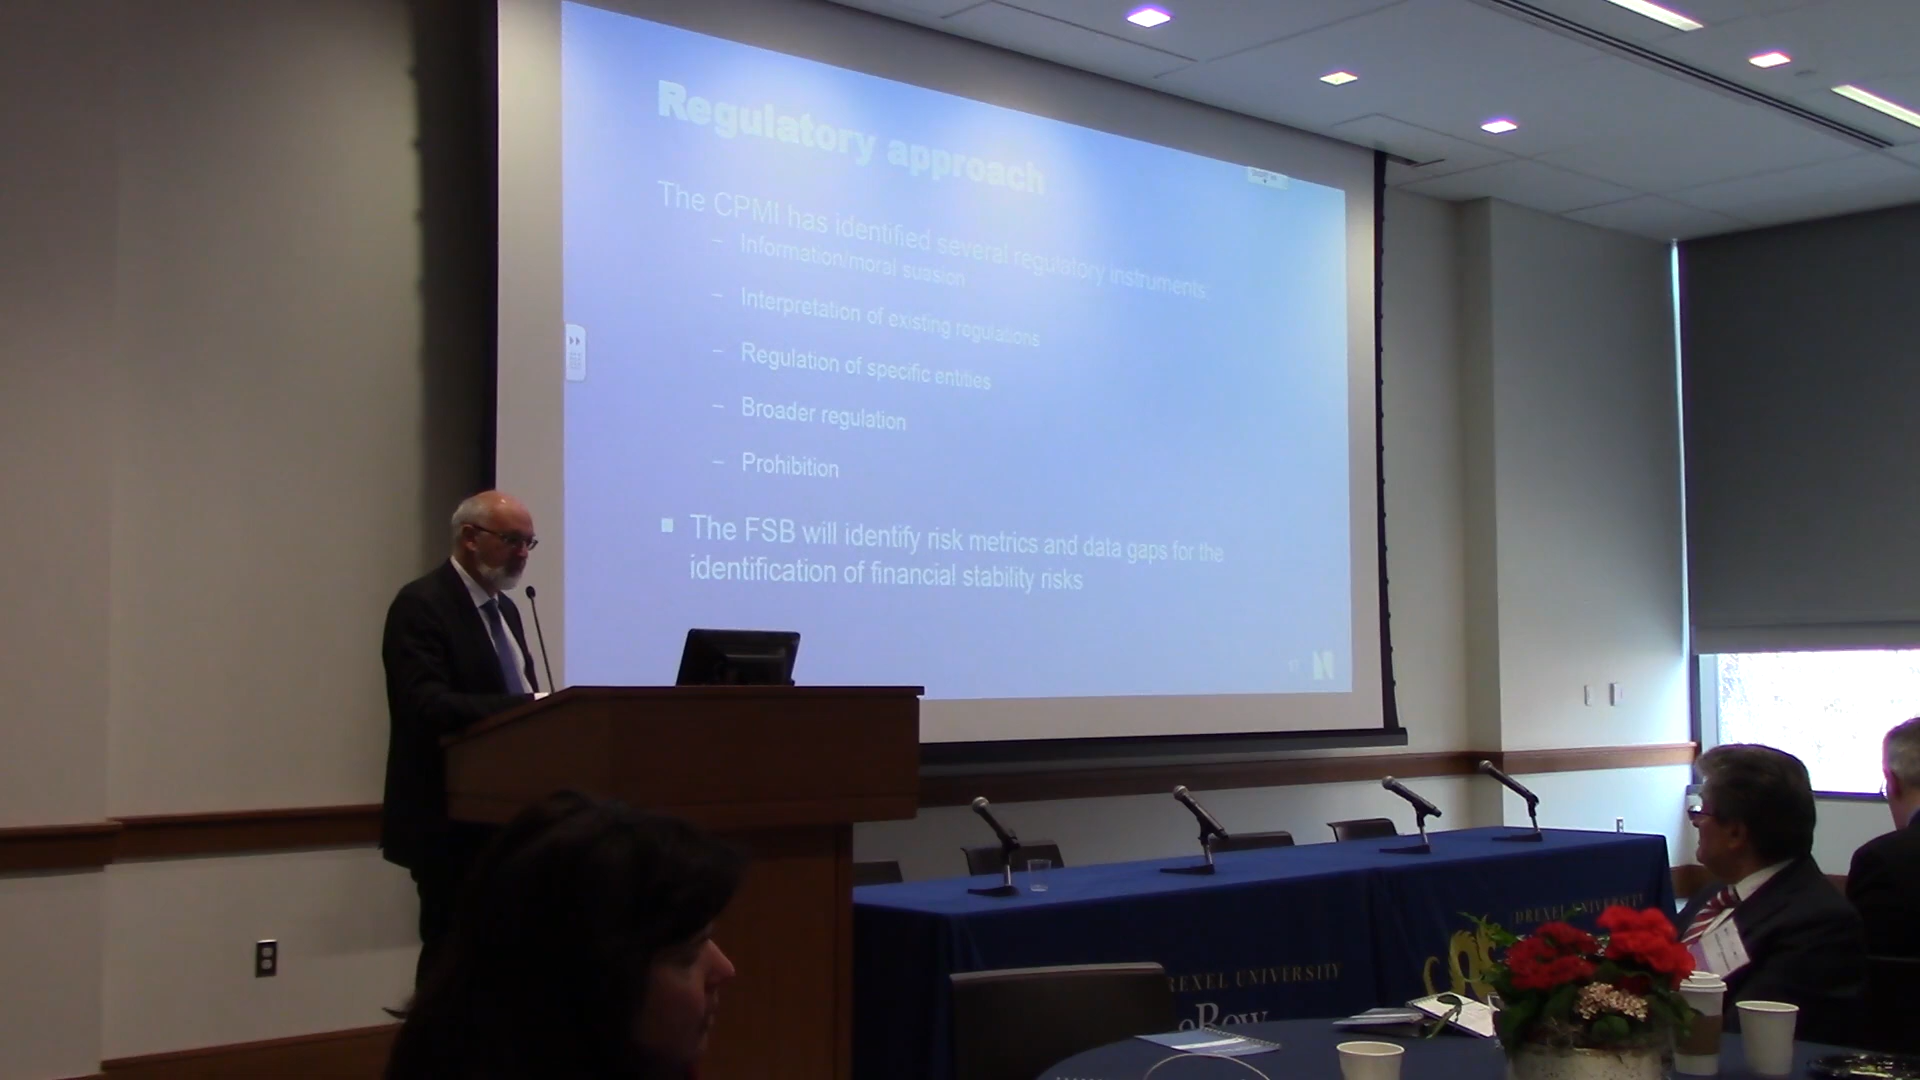 Regulatory approach
The CPMI has identified several regulatory instruments:
– Information/moral suasion
– Interpretation of existing regulations
– Regulation of specific entities
– Broader regulation
– Prohibition
▪ The FSB will identify risk metrics and data gaps for the
identification of financial stability risks
DREXEL UNIVERSITY
DREXEL UNIVERSITY